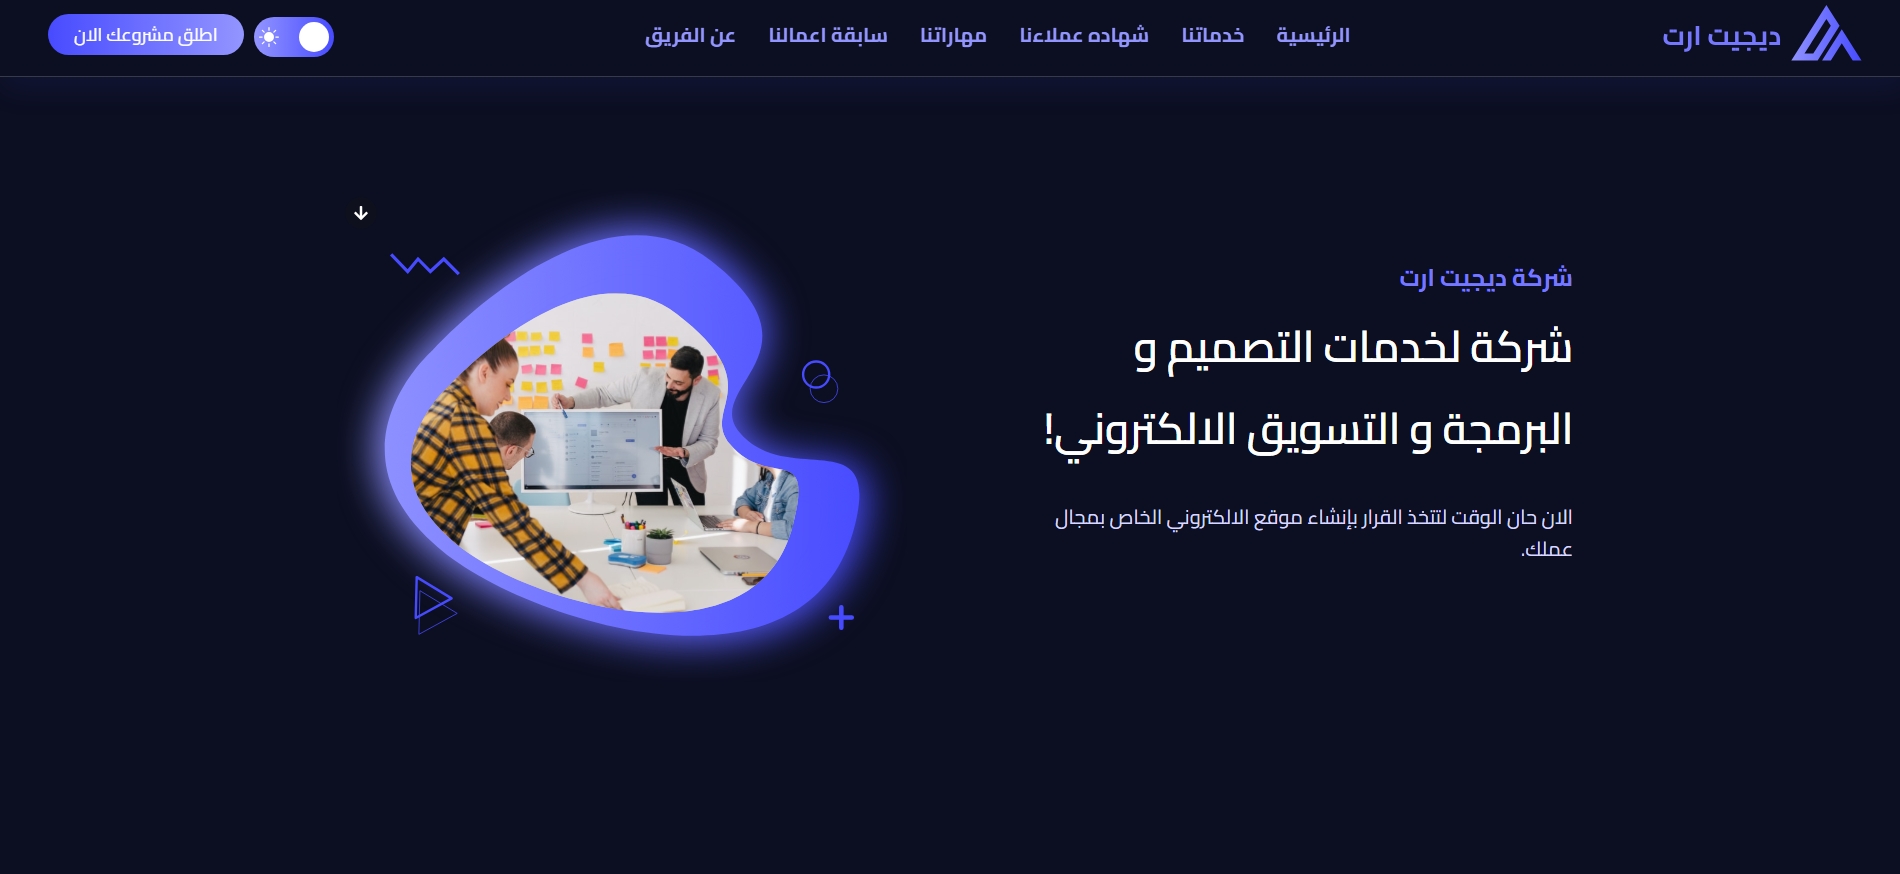 ديجيت ارت
الرئيسية
خدماتنا
شهاده عملاءنا
مهاراتنا
سابقة اعمالنا
عن الفريق
اطلق مشروعك الان
شركة ديجيت ارت
شركة لخدمات التصميم و
البرمجة و التسويق الالكتروني!
الان حان الوقت لتتخذ القرار بإنشاء موقع الالكتروني الخاص بمجال
عملك.